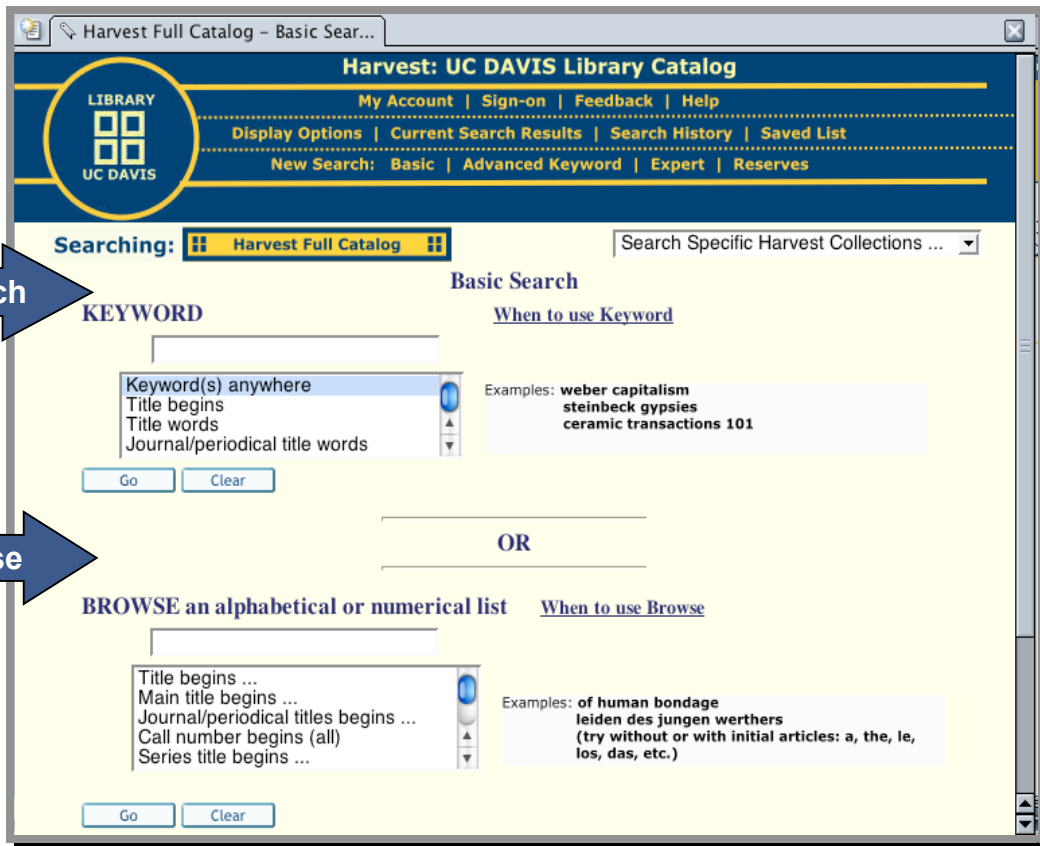 Harvest Full Catalog – Basic Sear...
Harvest: UC DAVIS Library Catalog
LIBRARY
UC DAVIS
My Account | Sign-on | Feedback | Help
Display Options | Current Search Results | Search History | Saved List
New Search: Basic | Advanced Keyword | Expert | Reserves
Searching: Harvest Full Catalog
Search Specific Harvest Collections ...
ch
Basic Search
KEYWORD
When to use Keyword
Keyword(s) anywhere
Title begins
Title words
Journal/periodical title words
Examples: weber capitalism
steinbeck gypsies
ceramic transactions 101
Go Clear
OR
se
BROWSE an alphabetical or numerical list
When to use Browse
Title begins ...
Main title begins ...
Journal/periodical titles begins ...
Call number begins (all)
Series title begins ...
Examples: of human bondage
leiden des jungen werthers
(try without or with initial articles: a, the, le,
los, das, etc.)
Go Clear